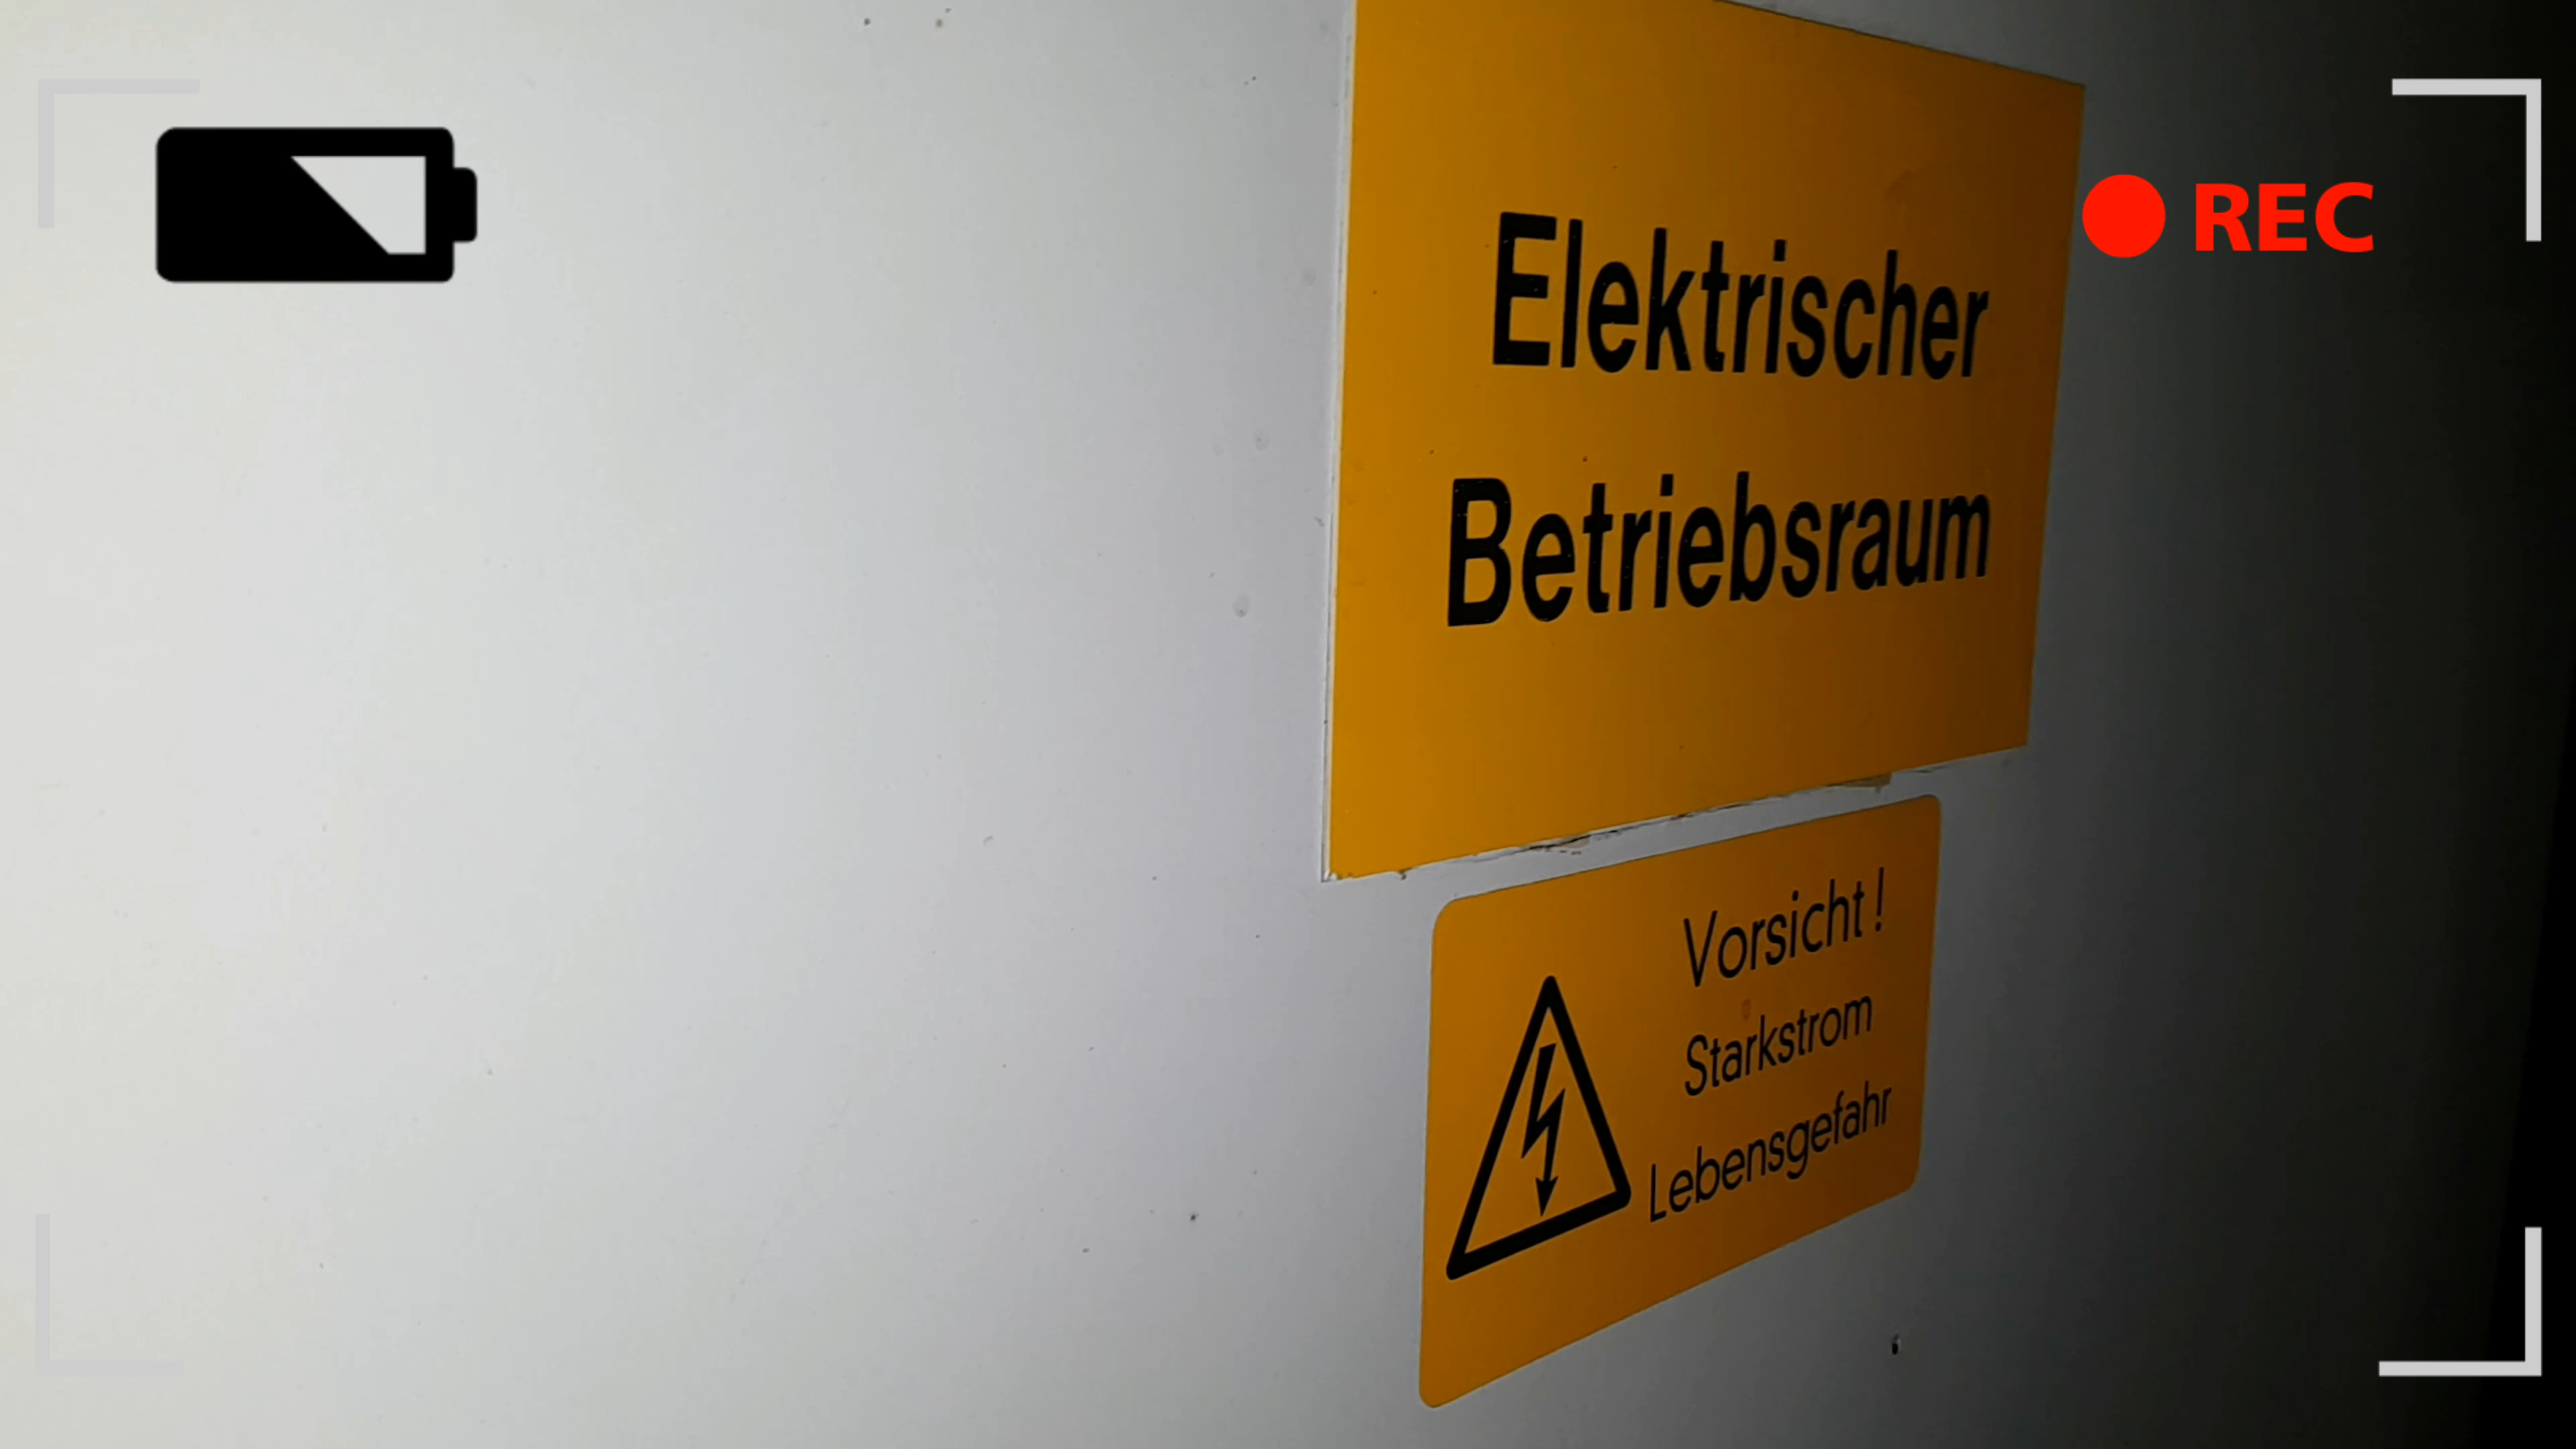 REC
Elektrischer
Betriebsraum
Vorsicht!
Starkstrom
Lebensgefahr